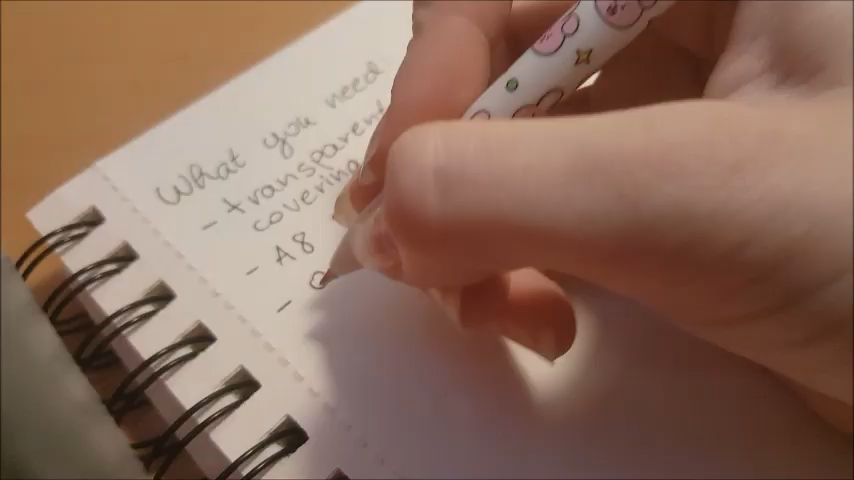 What you need
- transparent
covering
- A8
-